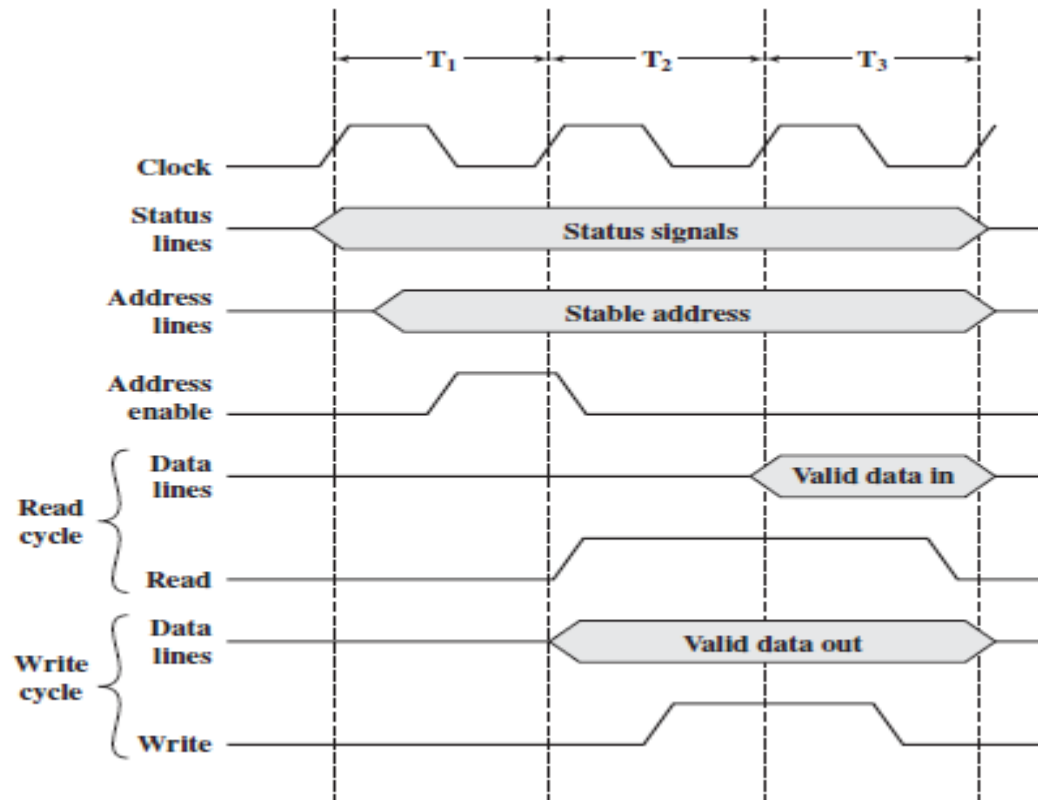 T₁ T₂ T₃
Clock
Status
lines
Status signals
Address
lines
Stable address
Address
enable
Read
cycle
Data
lines
Valid data in
Read
Write
cycle
Data
lines
Valid data out
Write